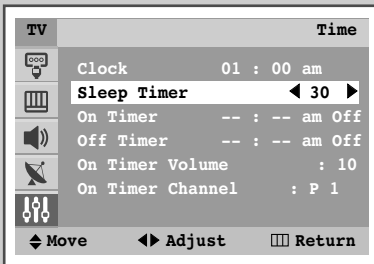 TV Time
Clock 01 : 00 am
Sleep Timer 30
On Timer -- : -- am Off
Off Timer -- : -- am Off
On Timer Volume : 10
On Timer Channel : P 1
Move Adjust Return